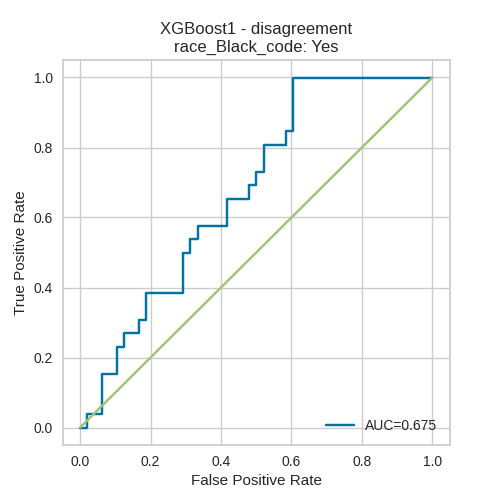 XGBoost1 - disagreement
race_Black_code: Yes
True Positive Rate
1.0
0.8
0.6
0.4
0.2
0.0
AUC=0.675
0.0 0.2 0.4 0.6 0.8 1.0
False Positive Rate